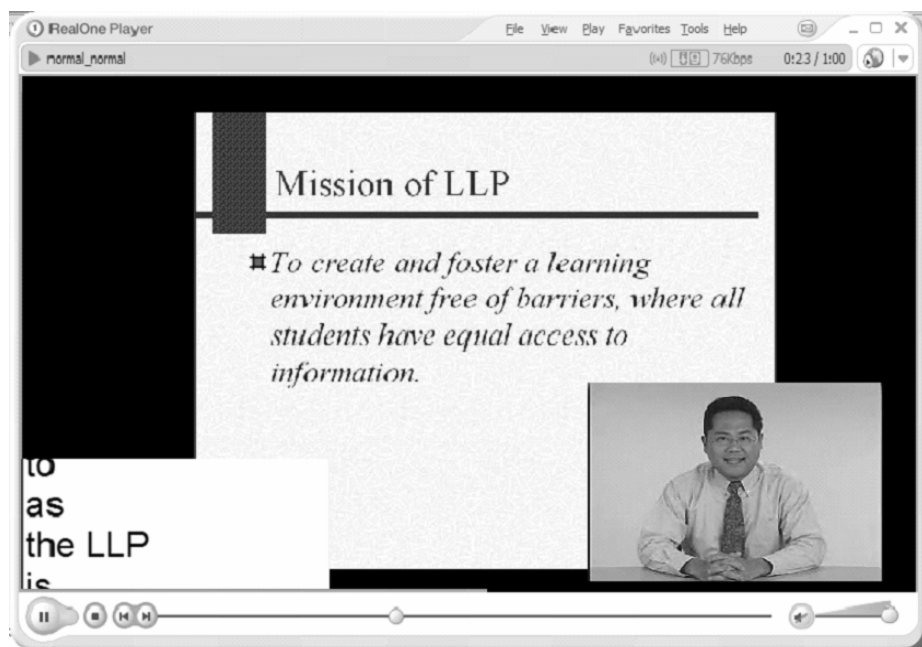 RealOne Player
File View Play Favorites Tools Help
normal_normal
76Kbps 0:23 / 1:00
Mission of LLP
To create and foster a learning
environment free of barriers, where all
students have equal access to
information.
to
as
the LLP
is